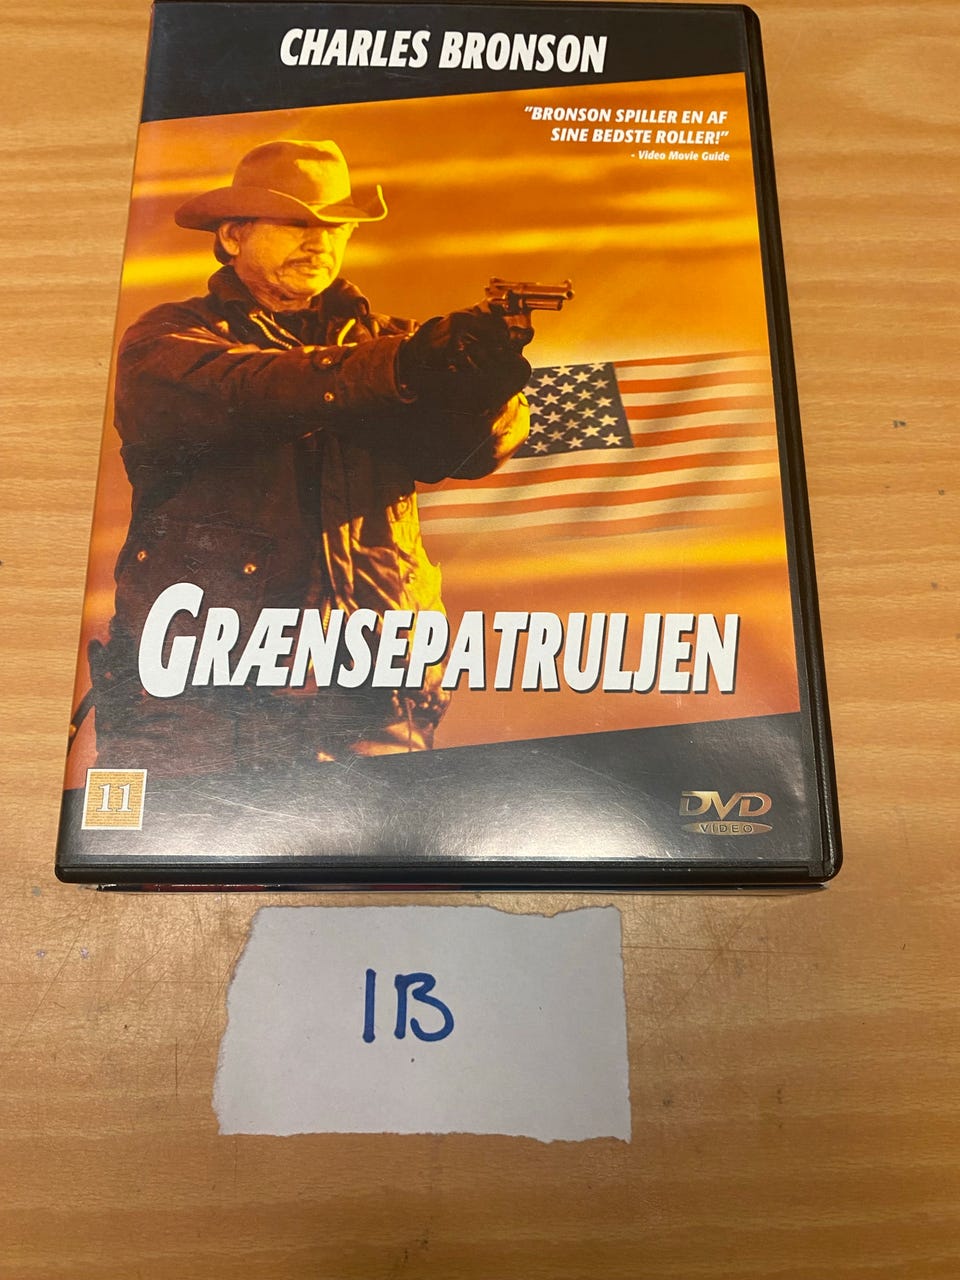 CHARLES BRONSON
"BRONSON SPILLER EN AF
SINE BEDSTE ROLLER!"
- Video Movie Guide
GRÆNSEPATRULJEN
11
DVD
VIDEO
1B